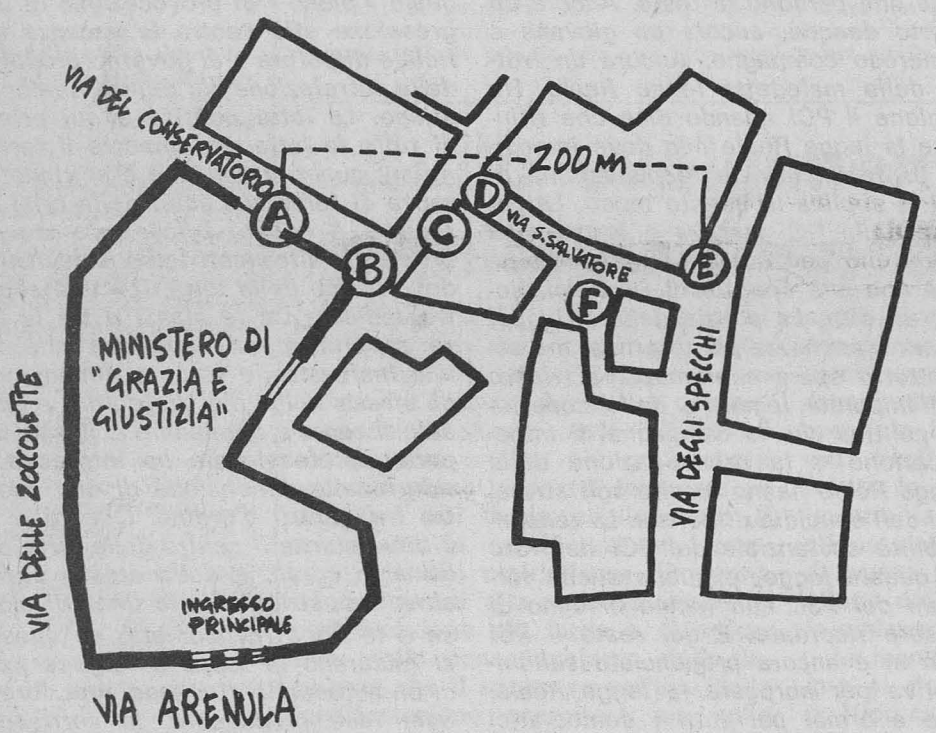 VIA DEL CONSERVATORIO
200 m
A
B
C
D
VIA S. SALVATORE
E
F
MINISTERO DI
"GRAZIA E
GIUSTIZIA"
VIA DELLE ZOCCOLETTE
VIA DEGLI SPECCHI
INGRESSO
PRINCIPALE
VIA ARENULA